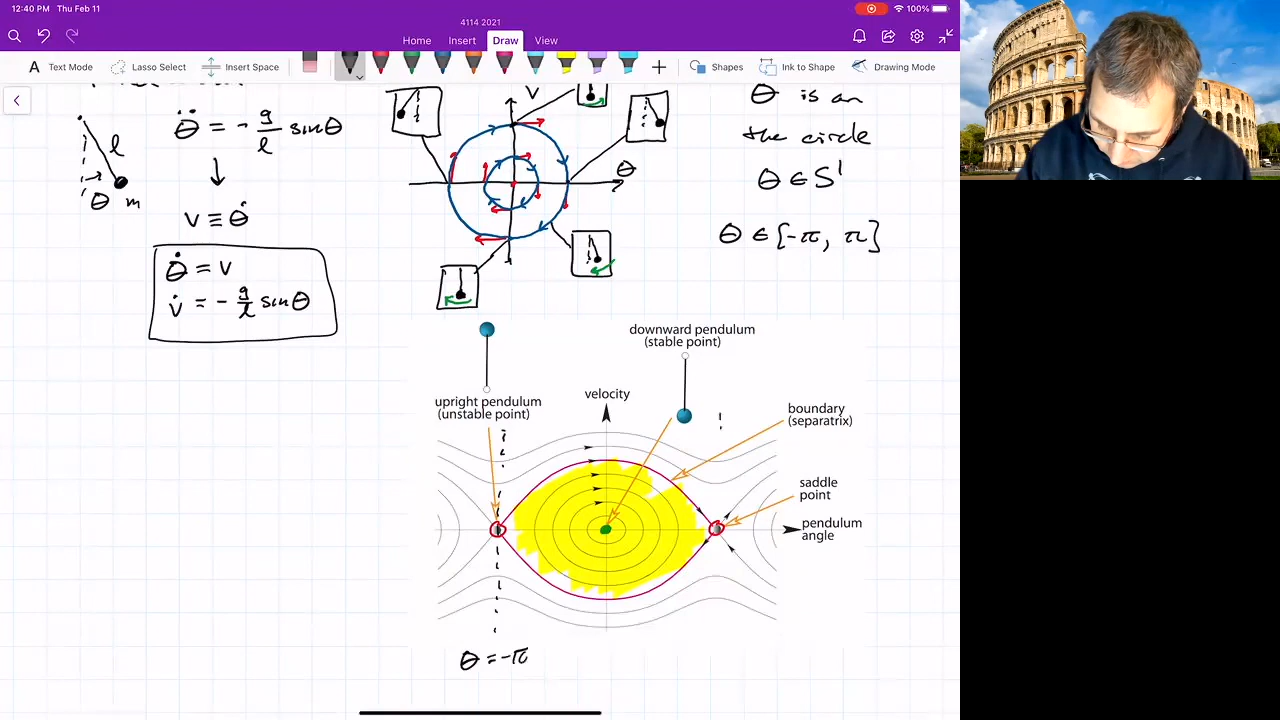 12:40 PM Thu Feb 11
100%
4114 2021
Home Insert Draw View
Text Mode Lasso Select Insert Space Shapes Ink to Shape Drawing Mode
θ̈ = - g/l sinθ
l
θ m
v ≡ θ̇
θ̇ = v
v̇ = - g/l sinθ
v
θ
θ is on
the circle
θ ∈ S¹
θ ∈ [-π, π]
downward pendulum
(stable point)
upright pendulum
(unstable point)
velocity
boundary
(separatrix)
saddle
point
pendulum
angle
θ = -π